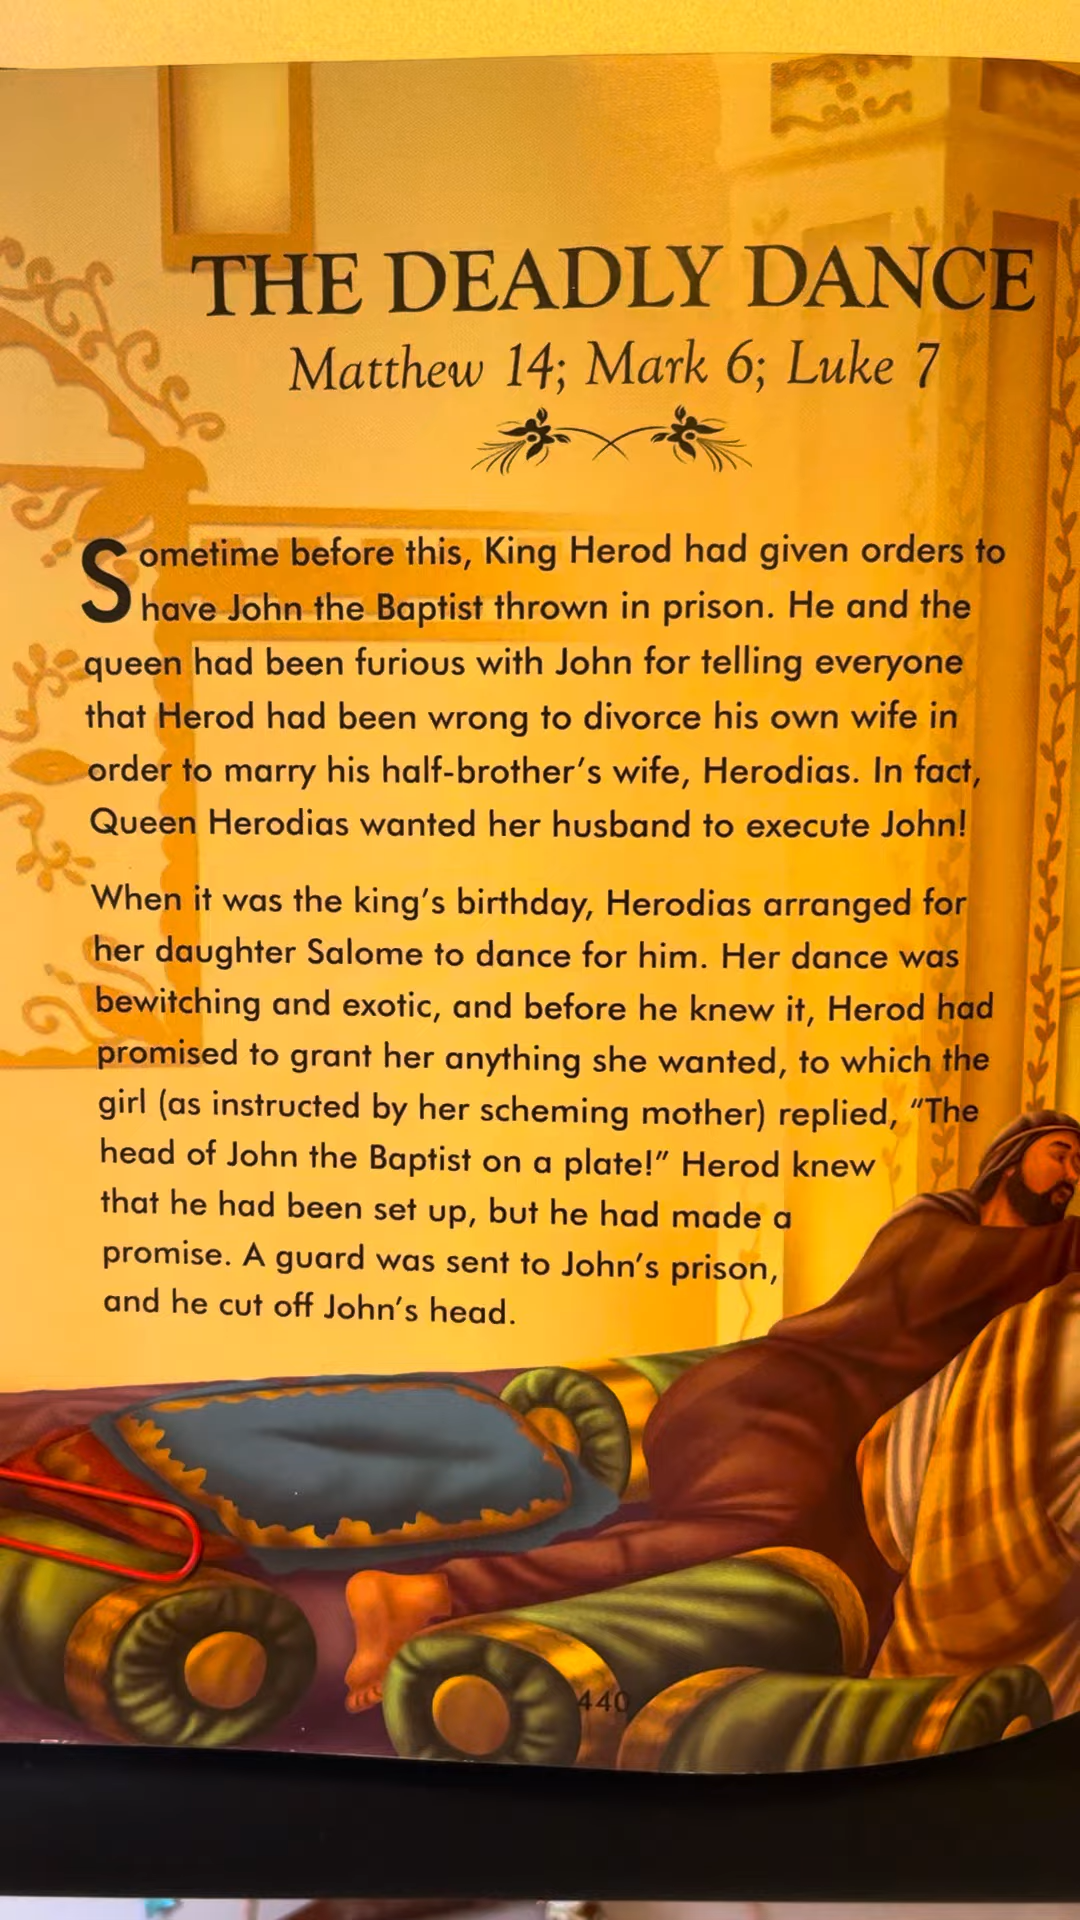 THE DEADLY DANCE
Matthew 14; Mark 6; Luke 7
Sometime before this, King Herod had given orders to
have John the Baptist thrown in prison. He and the
queen had been furious with John for telling everyone
that Herod had been wrong to divorce his own wife in
order to marry his half-brother's wife, Herodias. In fact,
Queen Herodias wanted her husband to execute John!
When it was the king's birthday, Herodias arranged for
her daughter Salome to dance for him. Her dance was
bewitching and exotic, and before he knew it, Herod had
promised to grant her anything she wanted, to which the
girl (as instructed by her scheming mother) replied, “The
head of John the Baptist on a plate!” Herod knew
that he had been set up, but he had made a
promise. A guard was sent to John's prison,
and he cut off John's head.
440